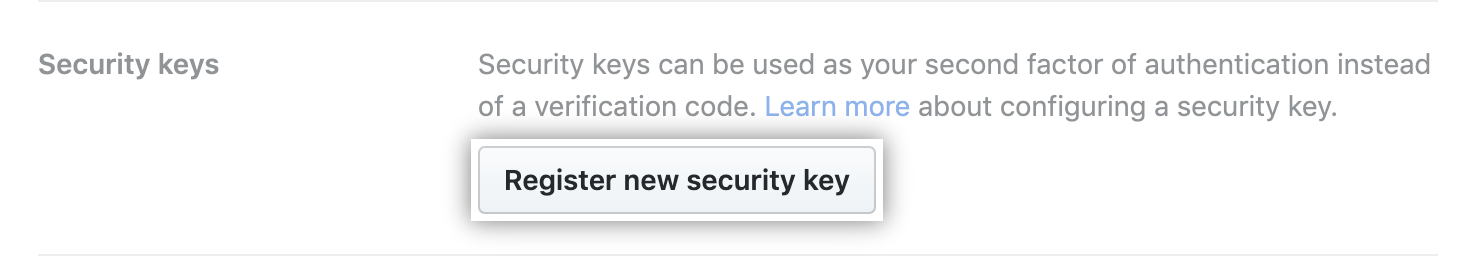 Security keys
Security keys can be used as your second factor of authentication instead
of a verification code. Learn more about configuring a security key.
Register new security key